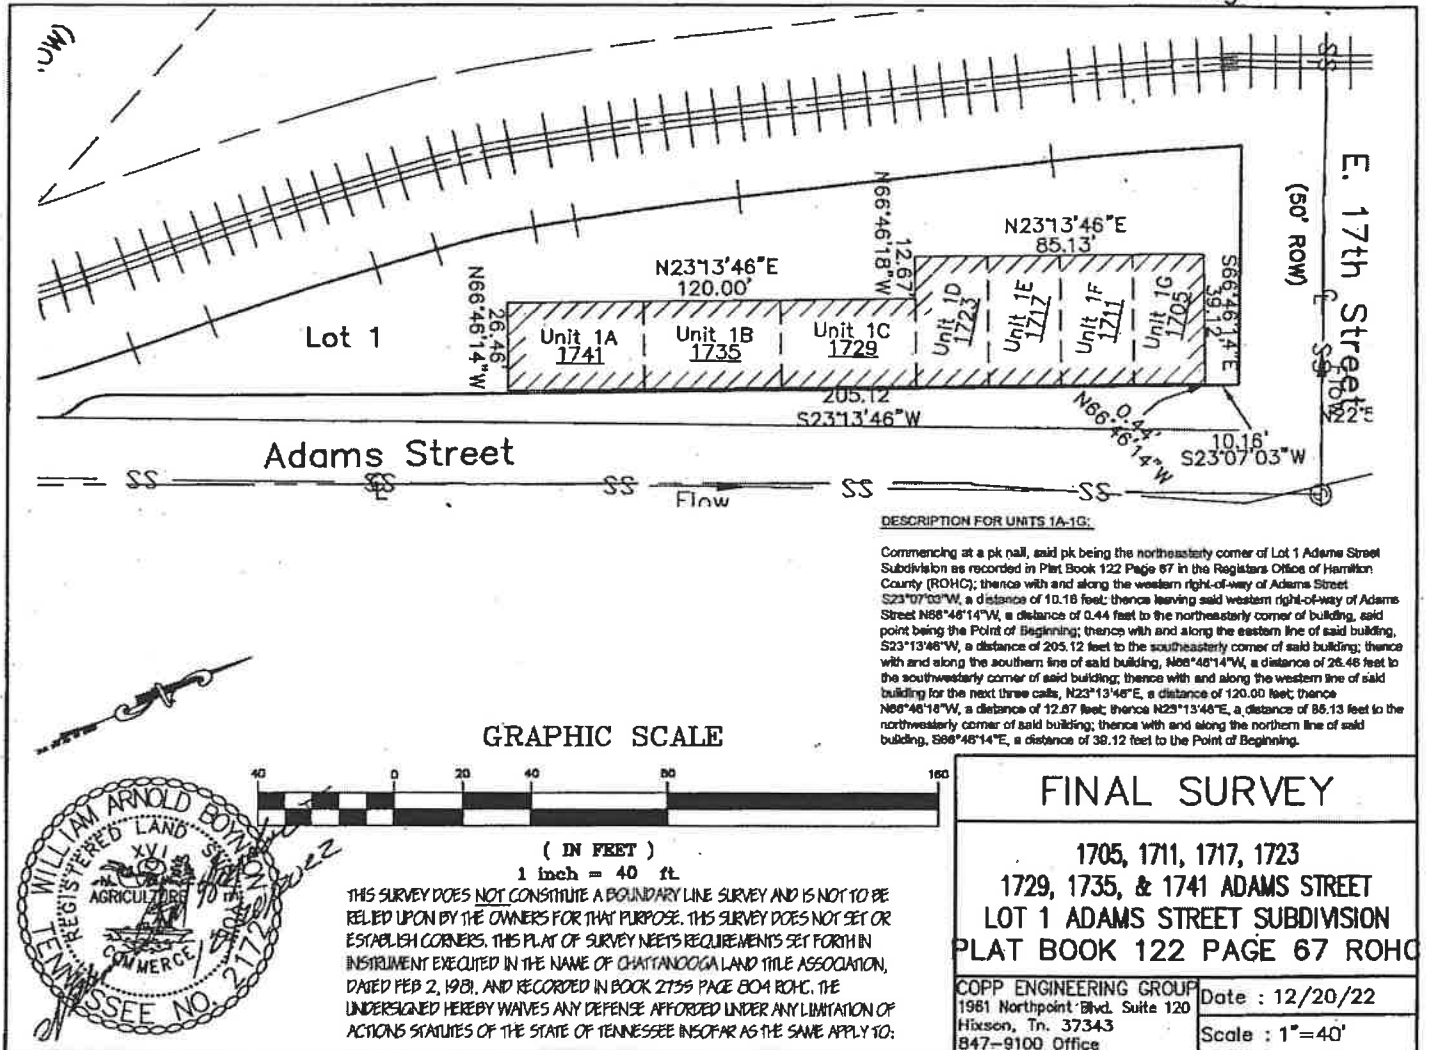 E. 17th Street
(50' ROW)
N23°13'46"E
85.13'
N66°46'18"W
12.67'
N23°13'46"E
120.00'
S66°46'14"E
39.12
N66°46'14"W
26.46'
Lot 1
Unit 1A
1741
Unit 1B
1735
Unit 1C
1729
Unit 1D
1723
Unit 1E
1717
Unit 1F
1711
Unit 1G
1705
205.12
S23°13'46"W
0.44'
N66°46'14"W
10.16'
S23°07'03"W
Adams Street
SS SS SS SS
Flow
DESCRIPTION FOR UNITS 1A-1G:
Commencing at a pk nail, said pk being the northeasterly corner of Lot 1 Adams Street
Subdivision as recorded in Plat Book 122 Page 67 in the Registers Office of Hamilton
County (ROHC); thence with and along the western right-of-way of Adams Street
S23°07'03"W, a distance of 10.16 feet; thence leaving said western right-of-way of Adams
Street N66°46'14"W, a distance of 0.44 feet to the northeasterly corner of building, said
point being the Point of Beginning; thence with and along the eastern line of said building,
S23°13'46"W, a distance of 205.12 feet to the southeasterly corner of said building; thence
with and along the southern line of said building, N66°46'14"W, a distance of 26.46 feet to
the southwesterly corner of said building; thence with and along the western line of said
building for the next three calls, N23°13'46"E, a distance of 120.00 feet; thence
N66°46'18"W, a distance of 12.67 feet; thence N23°13'46"E, a distance of 85.13 feet to the
northwesterly corner of said building; thence with and along the northern line of said
building, S66°46'14"E, a distance of 39.12 feet to the Point of Beginning.
GRAPHIC SCALE
40 0 20 40 80 160
( IN FEET )
1 inch = 40 ft.
WILLIAM ARNOLD BOYNTON
REGISTERED LAND SURVEYOR
XVI
AGRICULTURE
COMMERCE
TENNESSEE NO. 2172
THIS SURVEY DOES NOT CONSTITUTE A BOUNDARY LINE SURVEY AND IS NOT TO BE
RELIED UPON BY THE OWNERS FOR THAT PURPOSE. THIS SURVEY DOES NOT SET OR
ESTABLISH CORNERS. THIS PLAT OF SURVEY MEETS REQUIREMENTS SET FORTH IN
INSTRUMENT EXECUTED IN THE NAME OF CHATTANOOGA LAND TITLE ASSOCIATION,
DATED FEB 2, 1981, AND RECORDED IN BOOK 2735 PAGE 804 ROHC. THE
UNDERSIGNED HEREBY WAIVES ANY DEFENSE AFFORDED UNDER ANY LIMITATION OF
ACTIONS STATUTES OF THE STATE OF TENNESSEE INSOFAR AS THE SAME APPLY TO:
FINAL SURVEY
1705, 1711, 1717, 1723
1729, 1735, & 1741 ADAMS STREET
LOT 1 ADAMS STREET SUBDIVISION
PLAT BOOK 122 PAGE 67 ROHC
COPP ENGINEERING GROUP
1961 Northpoint Blvd. Suite 120
Hixson, Tn. 37343
847-9100 Office
Date : 12/20/22
Scale : 1"=40'